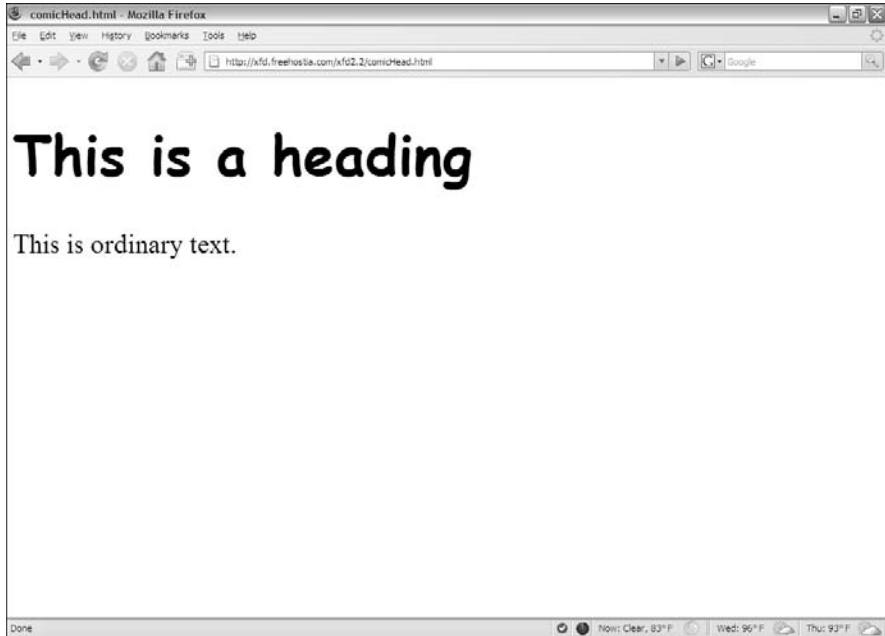 comicHead.html - Mozilla Firefox
File Edit View History Bookmarks Tools Help
http://xfd.freehostia.com/xfd2.2/comicHead.html G Google
This is a heading
This is ordinary text.
Done Now: Clear, 83°F Wed: 96°F Thu: 93°F